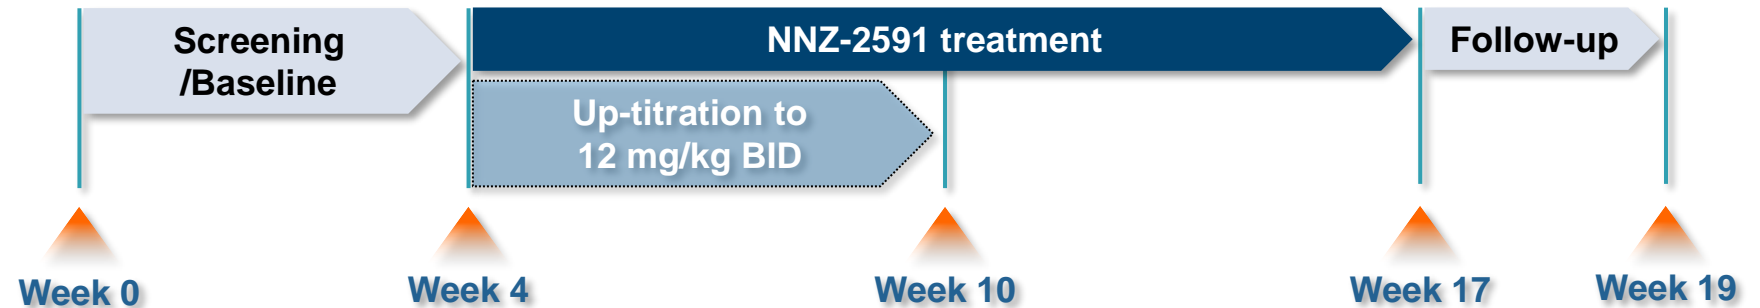 Screening
/Baseline
NNZ-2591 treatment
Follow-up
Up-titration to
12 mg/kg BID
Week 0
Week 4
Week 10
Week 17
Week 19